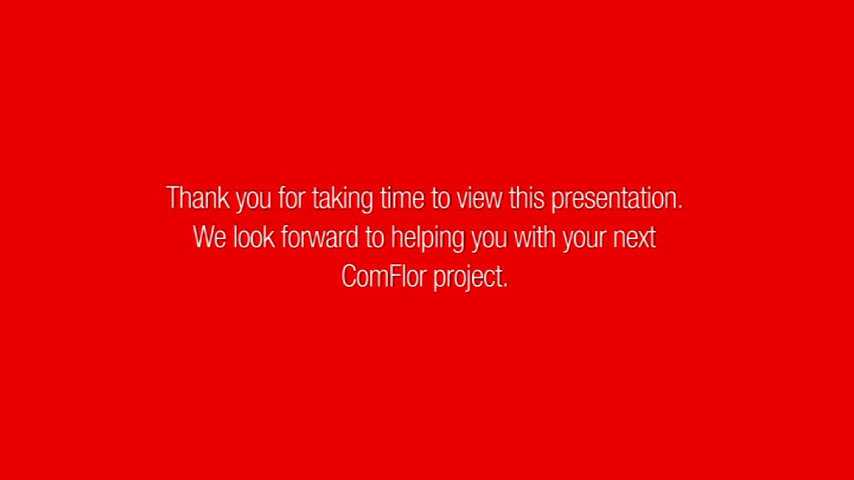 Thank you for taking time to view this presentation.
We look forward to helping you with your next
ComFlor project.